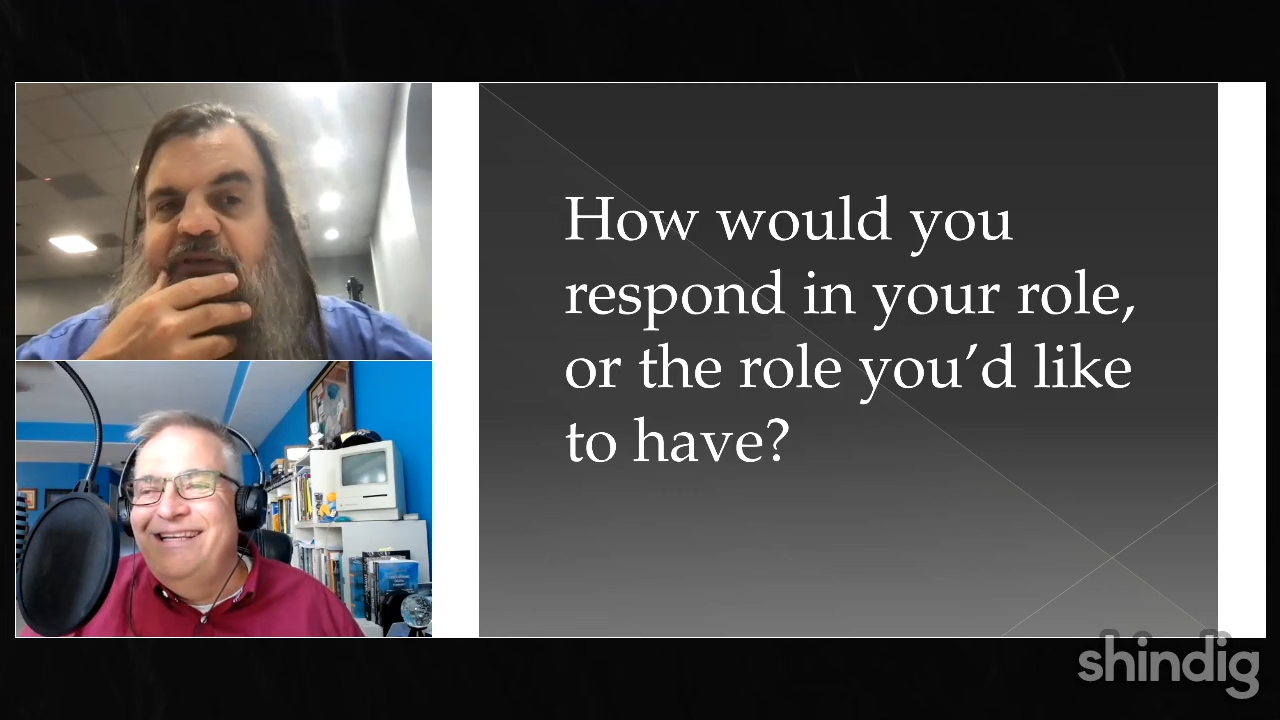 How would you
respond in your role,
or the role you’d like
to have?
shindig